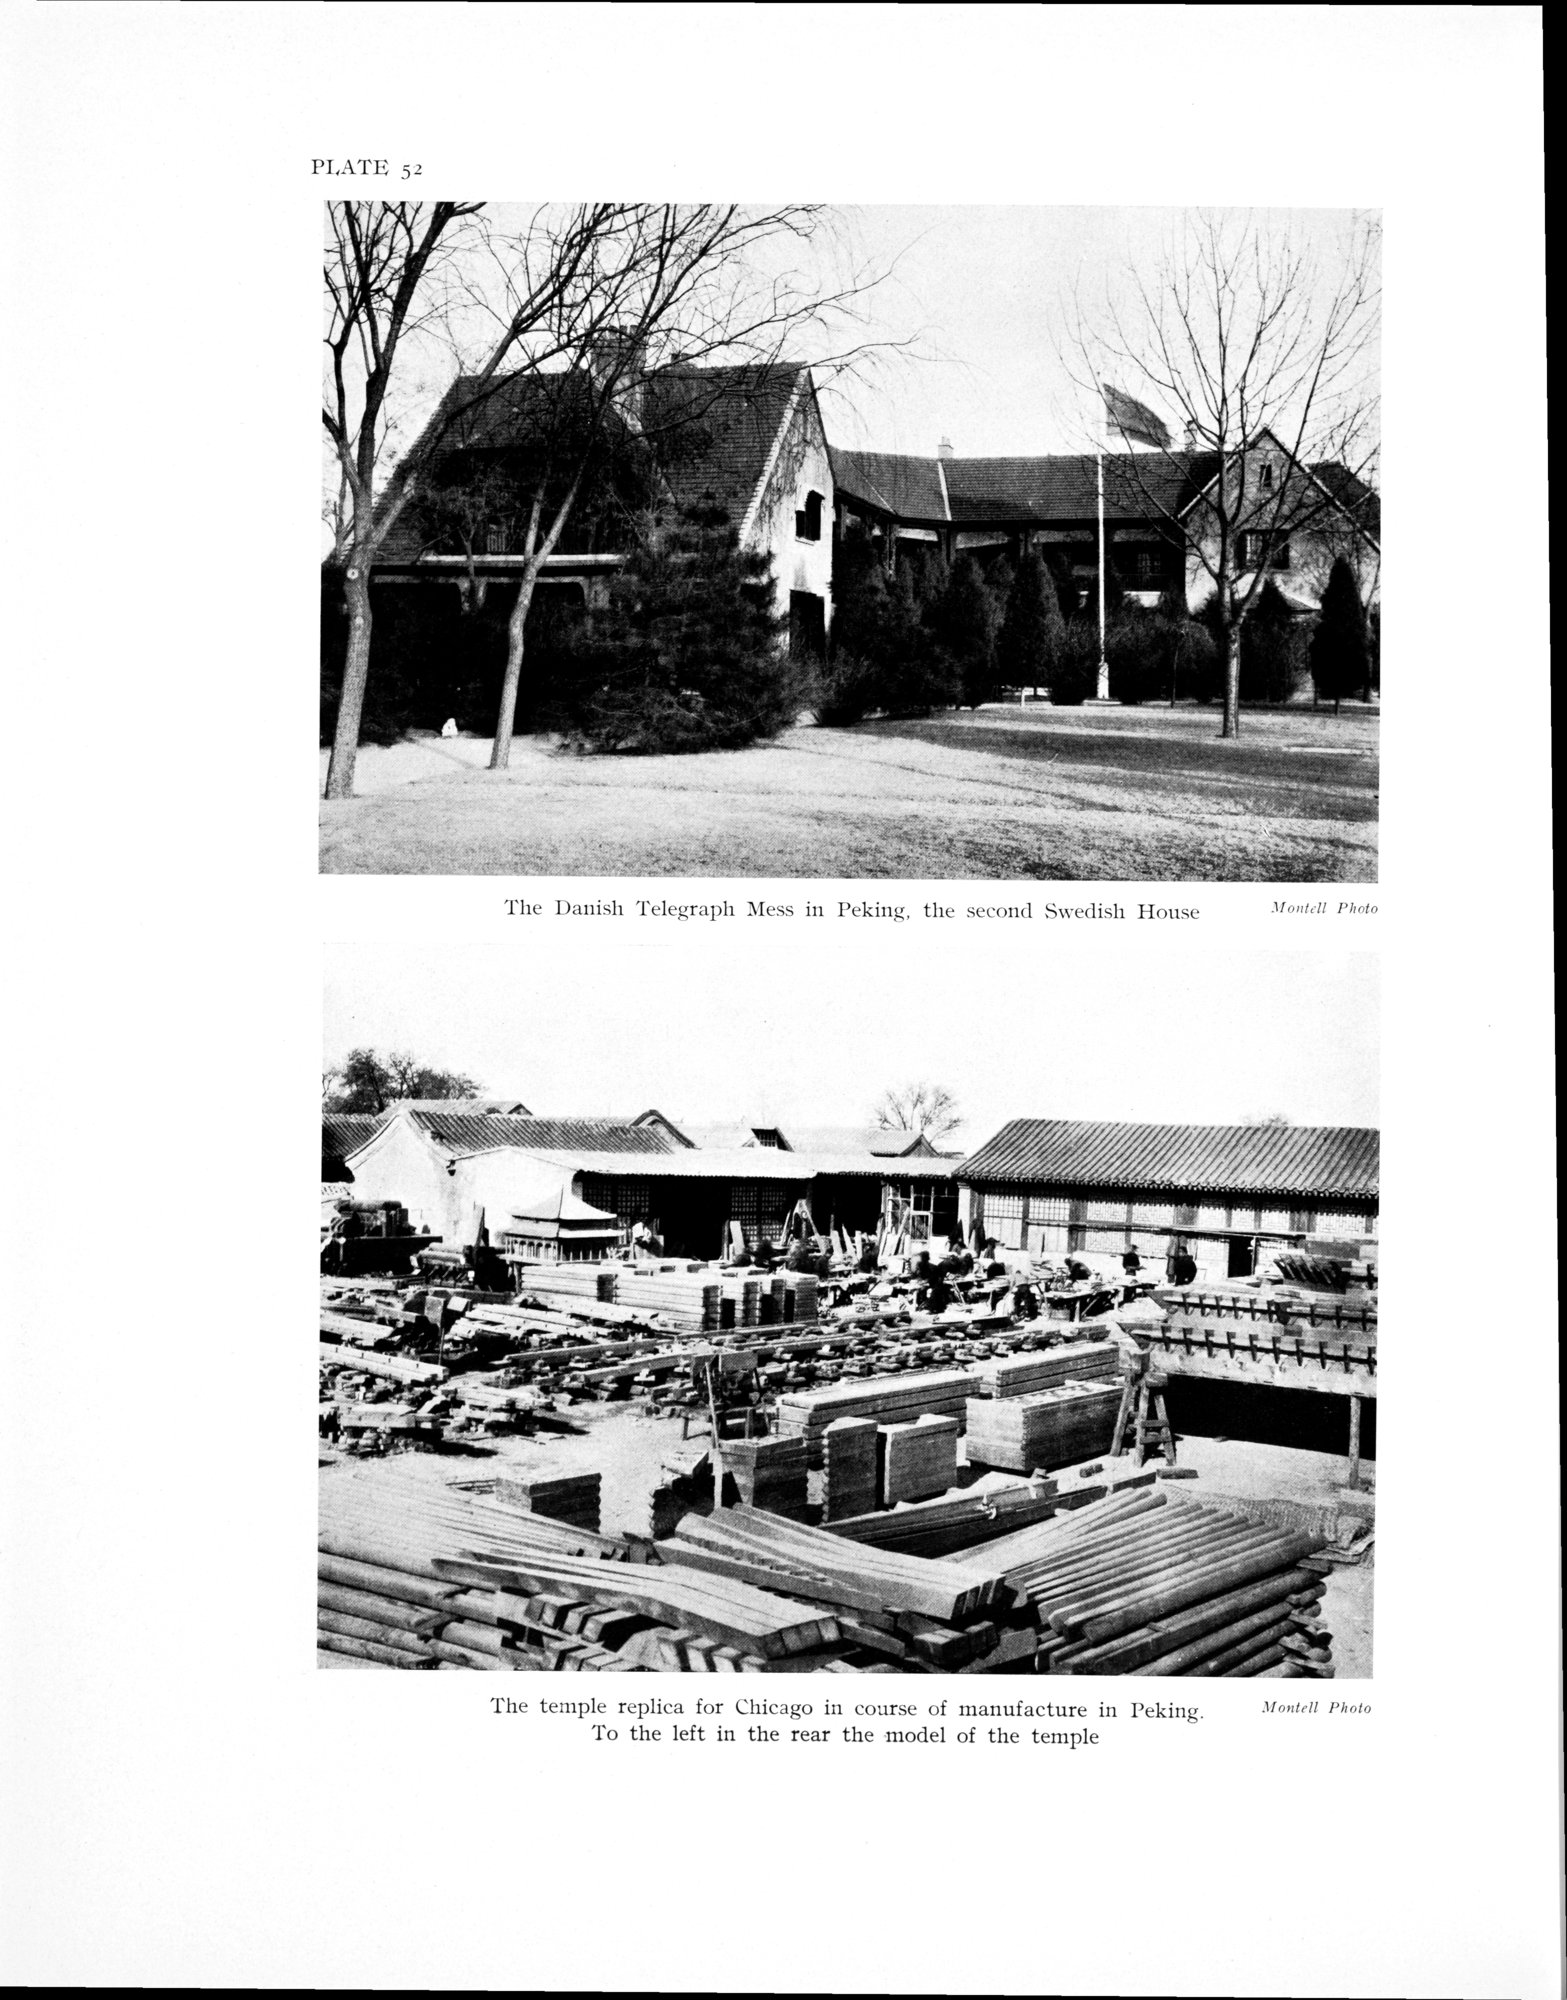 PLATE 52
The Danish Telegraph Mess in Peking, the second Swedish House
Montell Photo
The temple replica for Chicago in course of manufacture in Peking.
Montell Photo
To the left in the rear the model of the temple